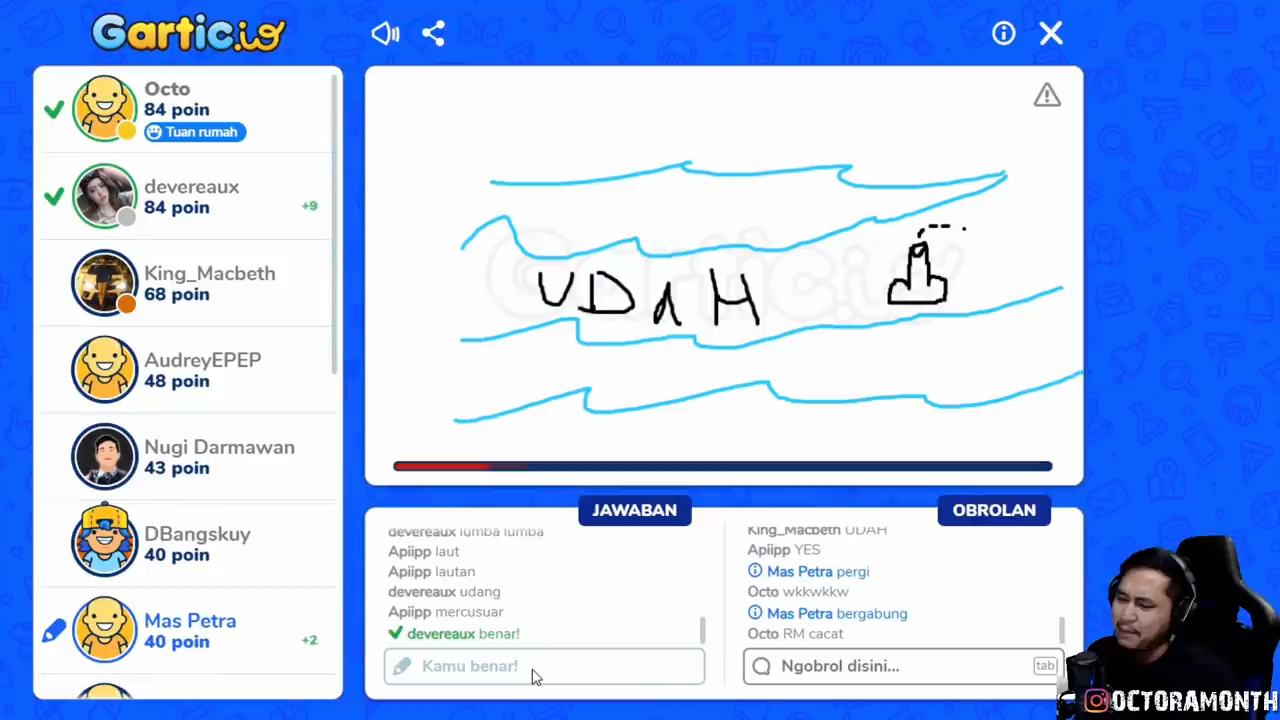 Gartic.io
Octo
84 poin
Tuan rumah
devereaux
84 poin
+9
King_Macbeth
68 poin
AudreyEPEP
48 poin
Nugi Darmawan
43 poin
DBangskuy
40 poin
Mas Petra
40 poin
+2
Gartic.io
UDAH
JAWABAN
devereaux lumba lumba
Apiipp laut
Apiipp lautan
devereaux udang
Apiipp mercusuar
devereaux benar!
Kamu benar!
OBROLAN
King_Macbeth UDAH
Apiipp YES
Mas Petra pergi
Octo wkkwkkw
Mas Petra bergabung
Octo RM cacat
Ngobrol disini...
tab
OCTORAMONTH